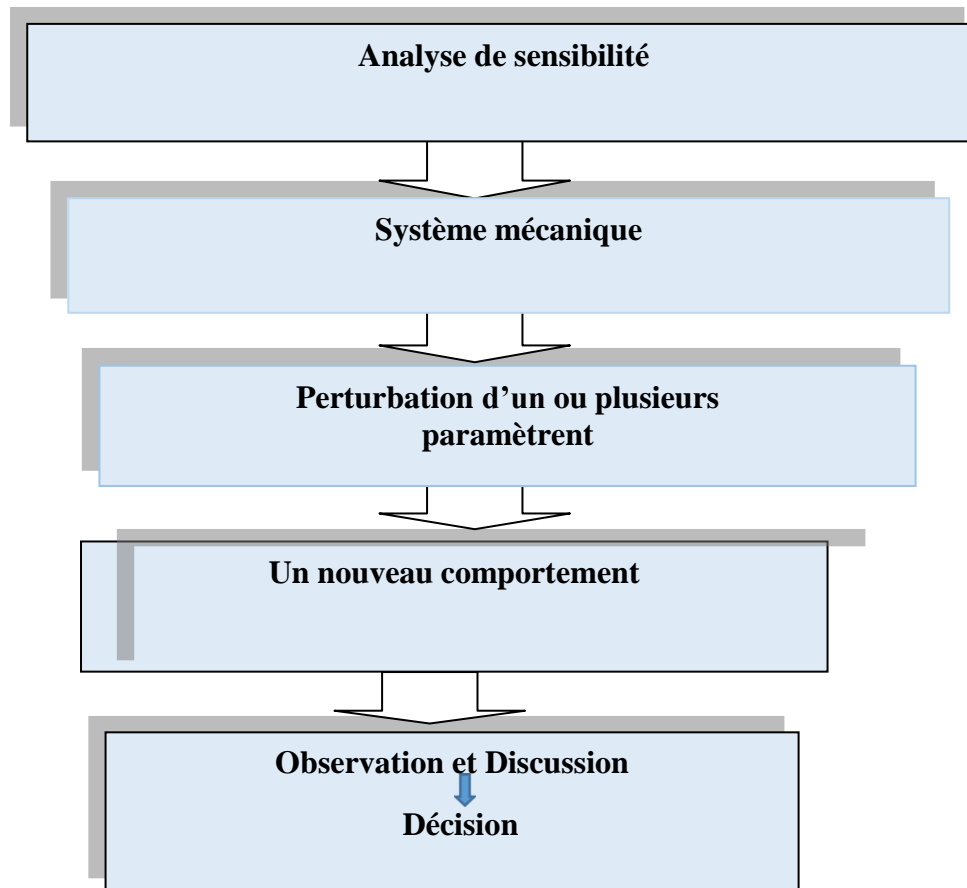 Analyse de sensibilité
Système mécanique
Perturbation d’un ou plusieurs
paramètrent
Un nouveau comportement
Observation et Discussion
Décision